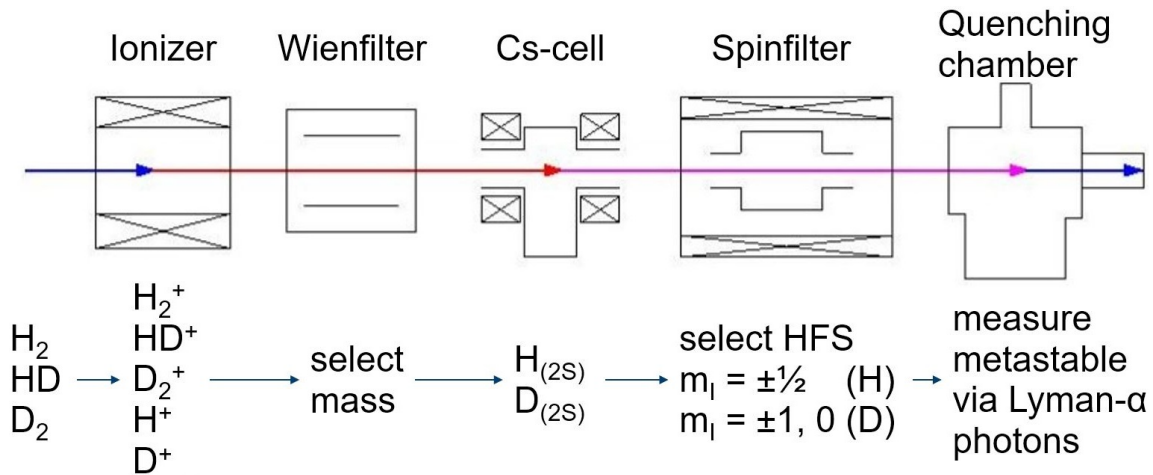 Ionizer
Wienfilter
Cs-cell
Spinfilter
Quenching
chamber
H₂
HD
D₂
H₂⁺
HD⁺
D₂⁺
H⁺
D⁺
select
mass
H₍₂S₎
D₍₂S₎
select HFS
mI = ±½ (H)
mI = ±1, 0 (D)
measure
metastable
via Lyman-α
photons